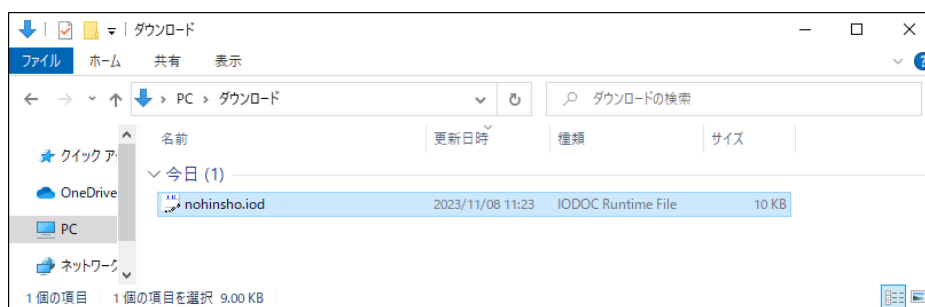 ダウンロード
ファイル ホーム 共有 表示
PC ダウンロード ダウンロードの検索
名前 更新日時 種類 サイズ
クイック ア
今日 (1)
OneDrive
nohinsho.iod 2023/11/08 11:23 IODOC Runtime File 10 KB
PC
ネットワーク
1 個の項目 1 個の項目を選択 9.00 KB